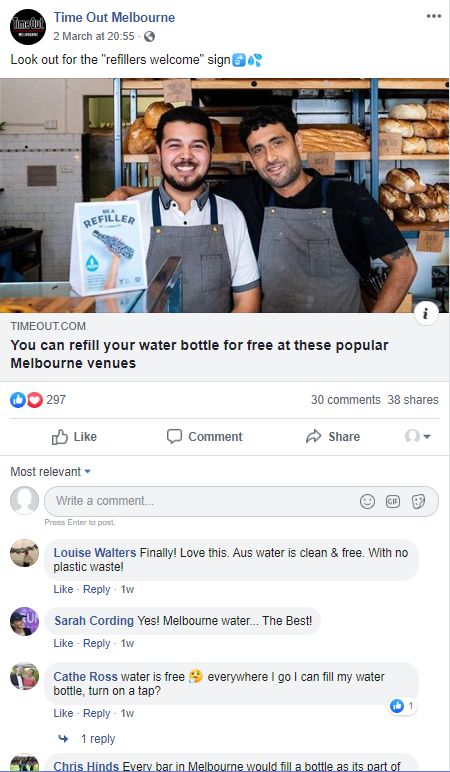 TimeOut
MELBOURNE
Time Out Melbourne
2 March at 20:55 ·
Look out for the "refillers welcome" sign
BE A
REFILLER
TIMEOUT.COM
You can refill your water bottle for free at these popular
Melbourne venues
297
30 comments 38 shares
Like Comment Share
Most relevant
Write a comment...
GIF
Press Enter to post.
Louise Walters Finally! Love this. Aus water is clean & free. With no
plastic waste!
Like · Reply · 1w
Sarah Cording Yes! Melbourne water... The Best!
Like · Reply · 1w
Cathe Ross water is free 🤔 everywhere I go I can fill my water
bottle, turn on a tap?
1
Like · Reply · 1w
1 reply
Chris Hinds Every bar in Melbourne would fill a bottle as its part of